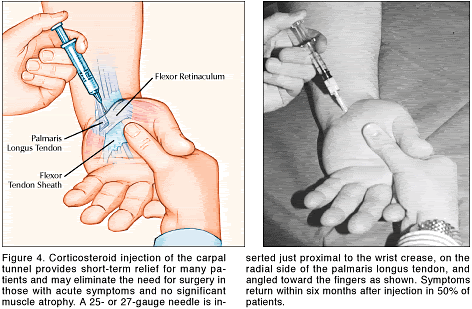 Flexor Retinaculum
Palmaris
Longus Tendon
Flexor
Tendon Sheath
Figure 4. Corticosteroid injection of the carpal
tunnel provides short-term relief for many pa-
tients and may eliminate the need for surgery in
those with acute symptoms and no significant
muscle atrophy. A 25- or 27-gauge needle is in-
serted just proximal to the wrist crease, on the
radial side of the palmaris longus tendon, and
angled toward the fingers as shown. Symptoms
return within six months after injection in 50% of
patients.